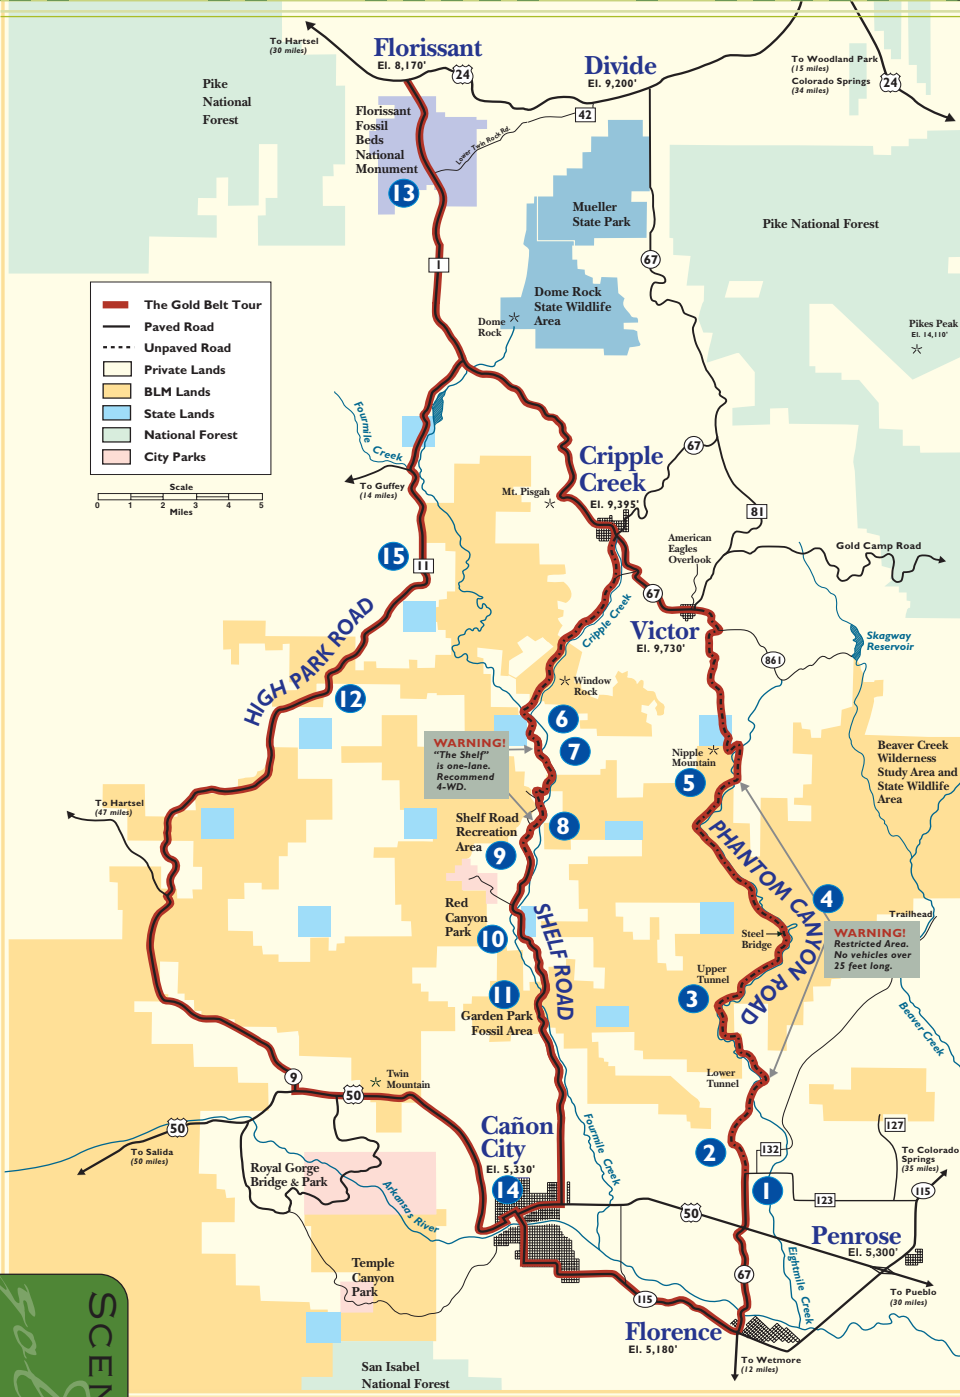 To Hartsel
(30 miles)
Florissant
El. 8,170'
24
Divide
El. 9,200'
To Woodland Park
(15 miles)
Colorado Springs
(34 miles)
24
Pike
National
Forest
Florissant
Fossil
Beds
National
Monument
13
Lower Twin Rock Rd.
42
Mueller
State Park
Pike National Forest
1
67
Dome Rock
State Wildlife
Area
Dome
Rock
Pikes Peak
El. 14,110'
The Gold Belt Tour
Paved Road
Unpaved Road
Private Lands
BLM Lands
State Lands
National Forest
City Parks
Scale
0 1 2 3 4 5
Miles
Fourmile
Creek
To Guffey
(14 miles)
Cripple
Creek
El. 9,395'
67
Mt. Pisgah
81
American
Eagles
Overlook
Gold Camp Road
15
11
67
Cripple Creek
Victor
El. 9,730'
861
Skagway
Reservoir
HIGH PARK ROAD
12
Window
Rock
6
7
WARNING!
"The Shelf"
is one-lane.
Recommend
4-WD.
Nipple
Mountain
5
Beaver Creek
Wilderness
Study Area and
State Wildlife
Area
To Hartsel
(47 miles)
Shelf Road
Recreation
Area
8
9
PHANTOM CANYON ROAD
4
Red
Canyon
Park
10
SHELF ROAD
Steel
Bridge
Trailhead
WARNING!
Restricted Area.
No vehicles over
25 feet long.
Upper
Tunnel
3
11
Garden Park
Fossil Area
Beaver Creek
Lower
Tunnel
9
50
Twin
Mountain
50
To Salida
(50 miles)
Royal Gorge
Bridge & Park
Arkansas River
Cañon
City
El. 5,330'
14
Fourmile Creek
2
132
127
To Colorado
Springs
(35 miles)
115
1
123
50
Penrose
El. 5,300'
Eightmile Creek
67
To Pueblo
(30 miles)
Temple
Canyon
Park
115
Florence
El. 5,180'
To Wetmore
(12 miles)
San Isabel
National Forest
SCEN